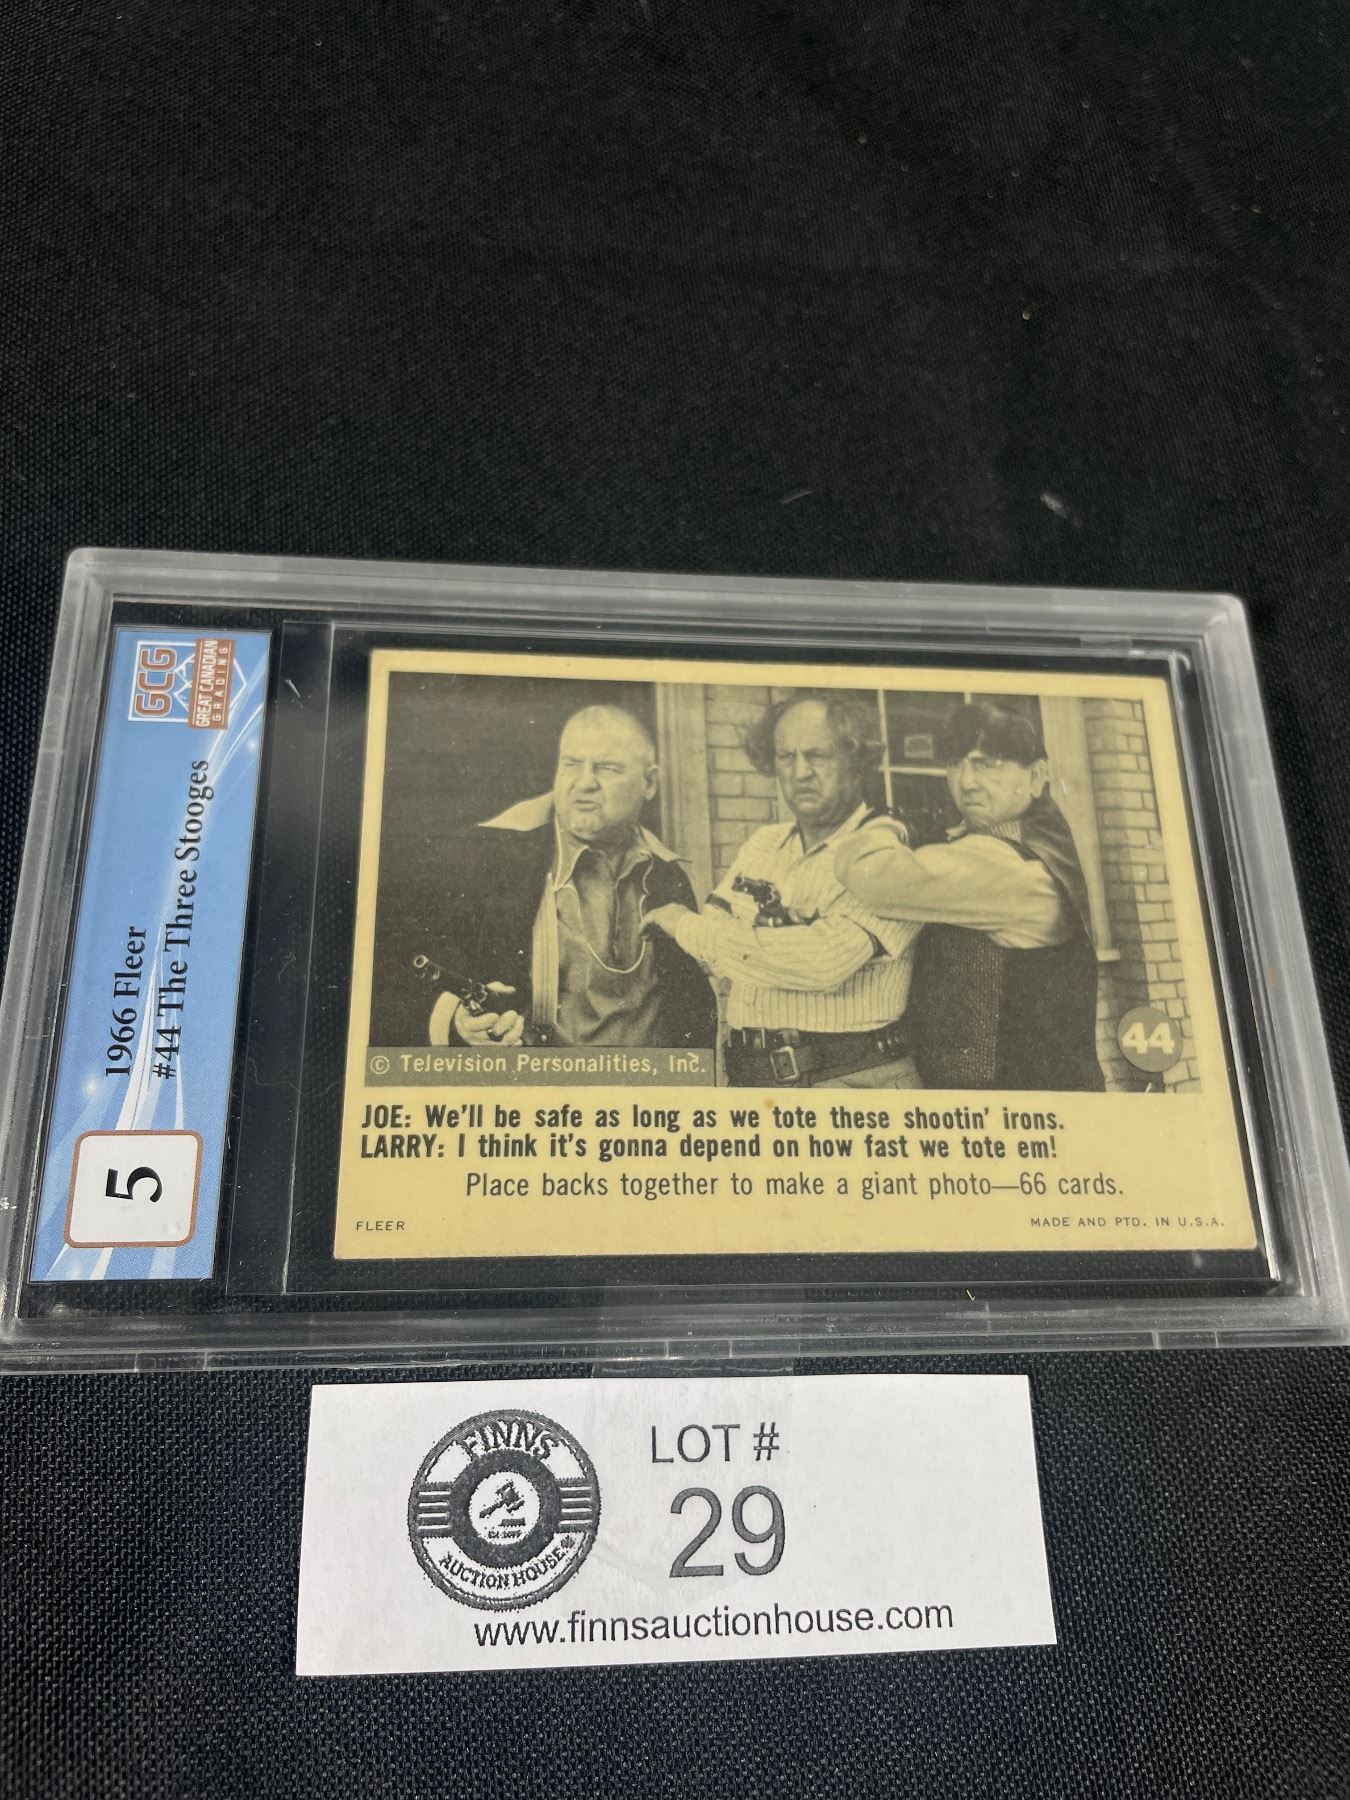 GCG
GREAT CANADIAN
GRADING
1966 Fleer
#44 The Three Stooges
5
© Television Personalities, Inc.
44
JOE: We'll be safe as long as we tote these shootin' irons.
LARRY: I think it's gonna depend on how fast we tote em!
Place backs together to make a giant photo—66 cards.
FLEER
MADE AND PTD. IN U.S.A.
FINNS
AUCTION HOUSE
LOT #
29
www.finnsauctionhouse.com